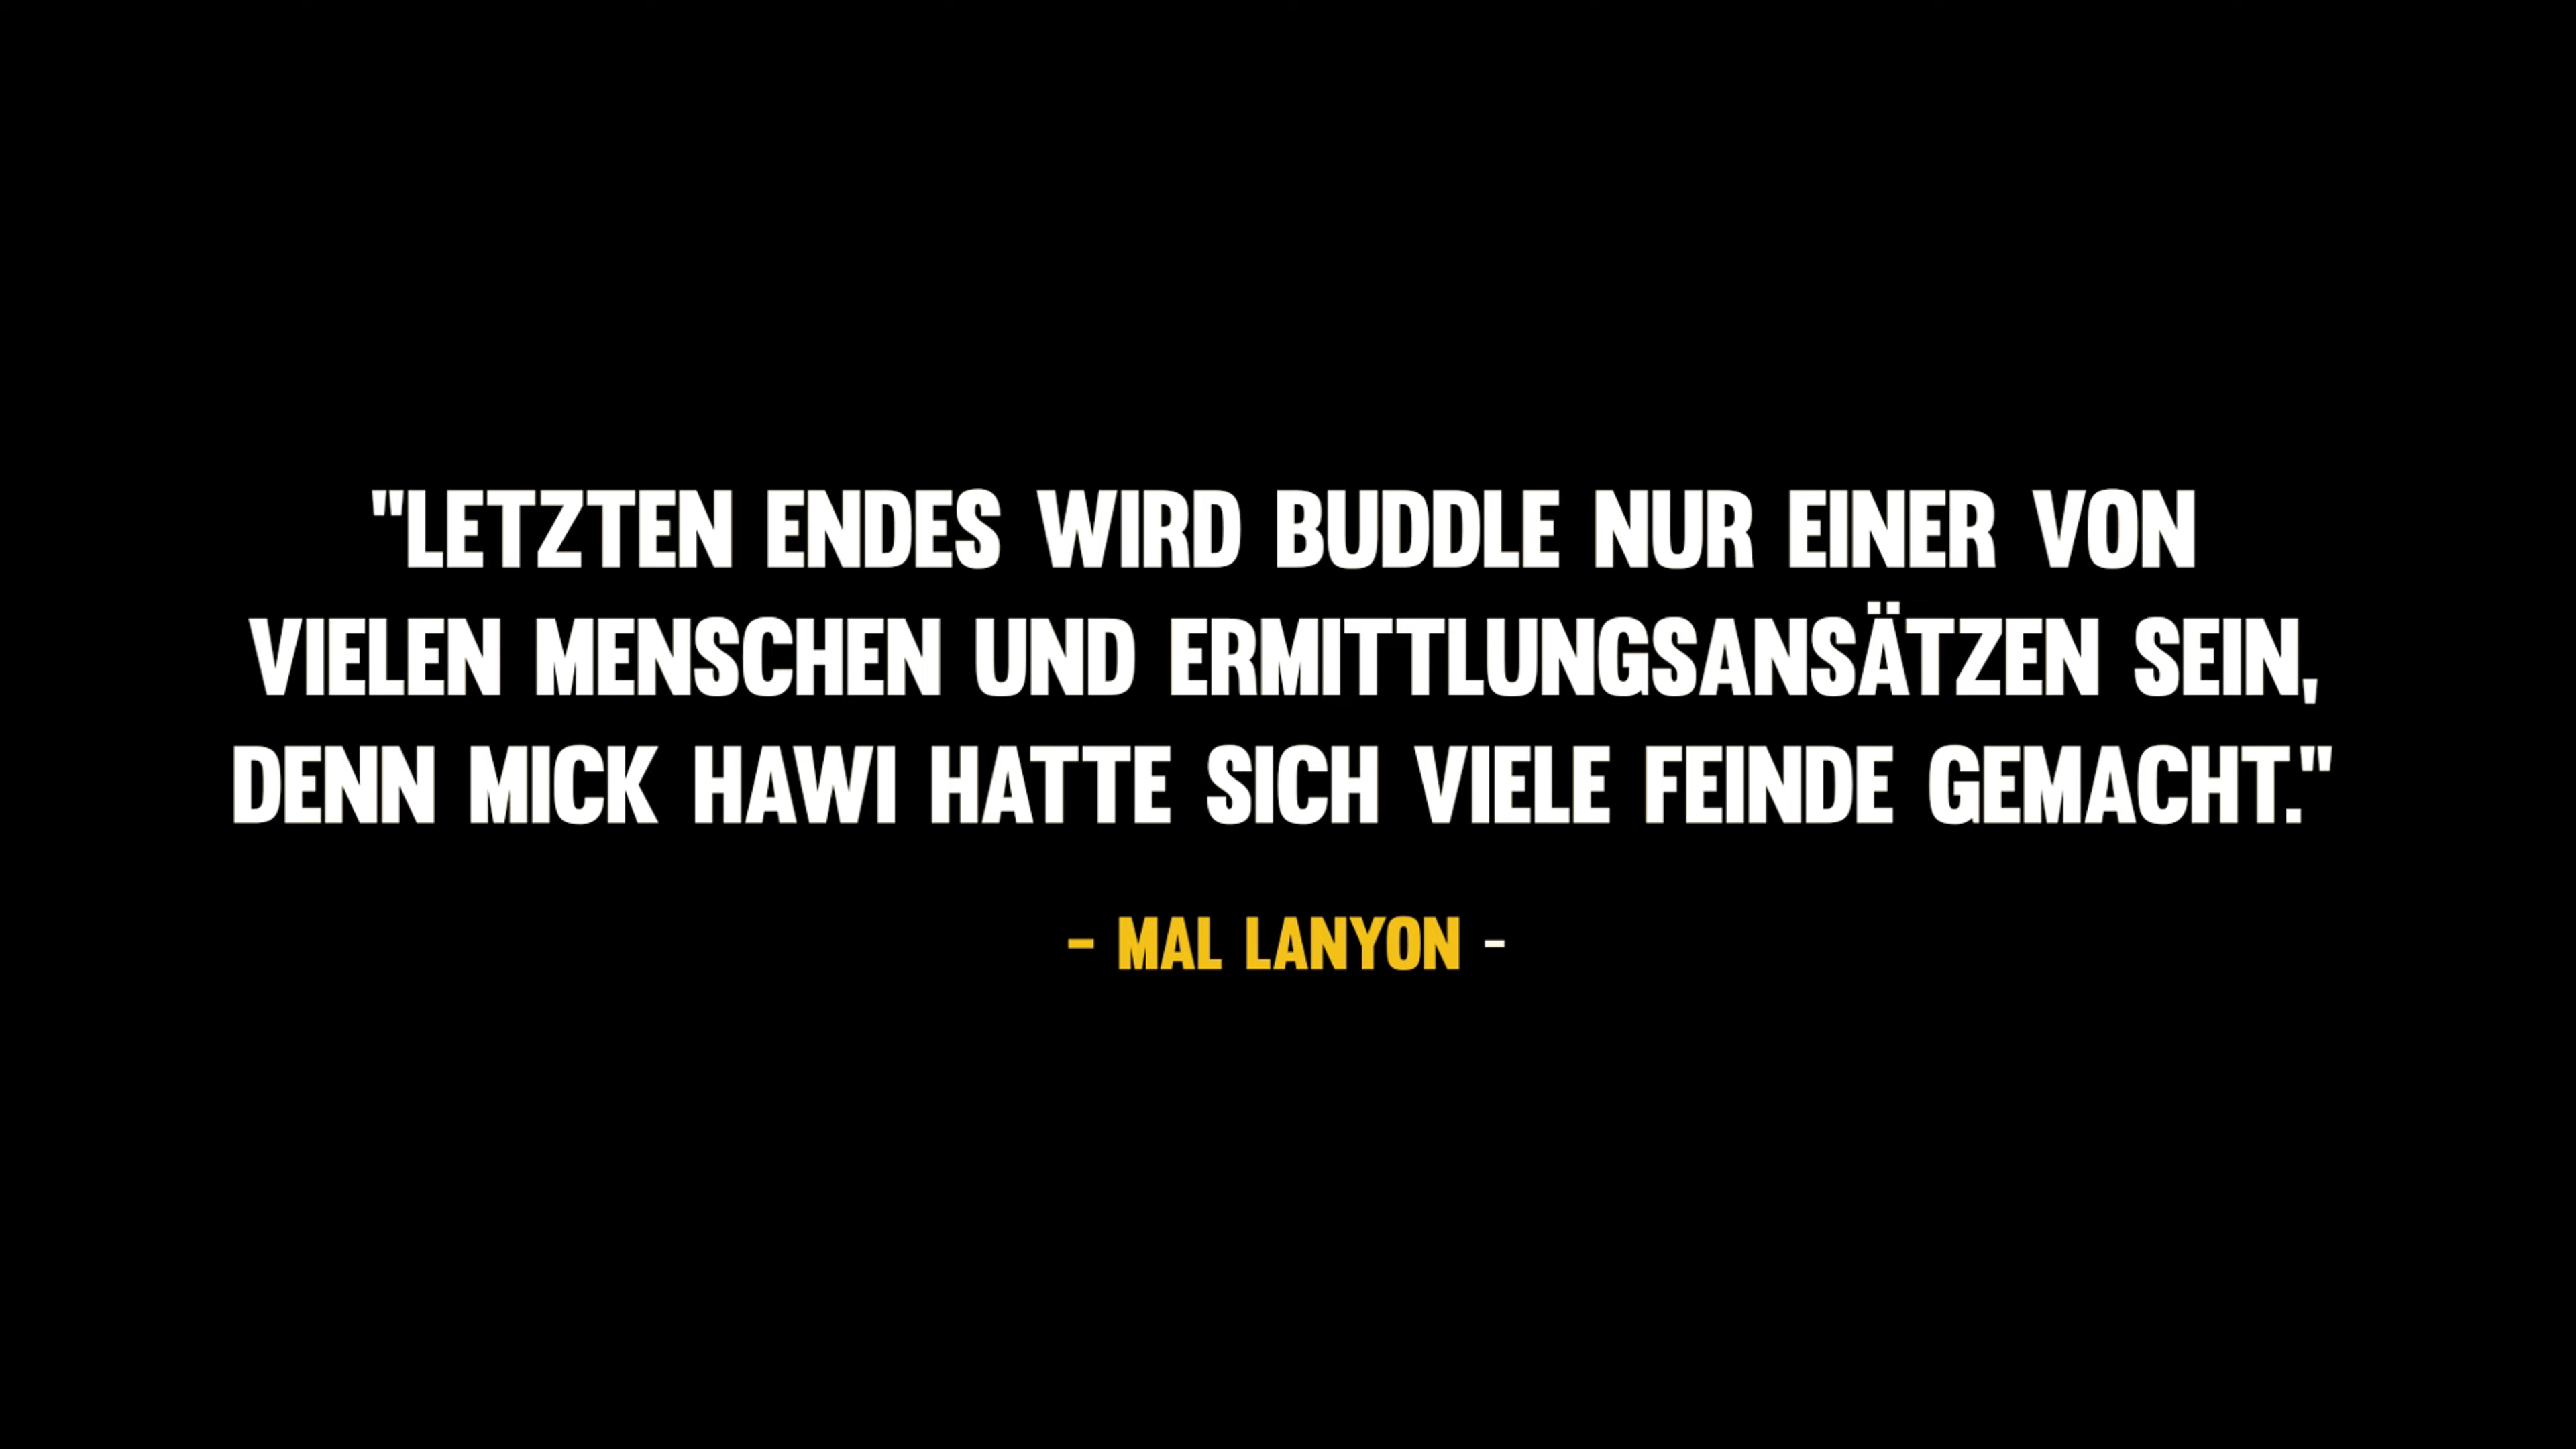 "LETZTEN ENDES WIRD BUDDLE NUR EINER VON
VIELEN MENSCHEN UND ERMITTLUNGSANSÄTZEN SEIN,
DENN MICK HAWI HATTE SICH VIELE FEINDE GEMACHT."
- MAL LANYON -